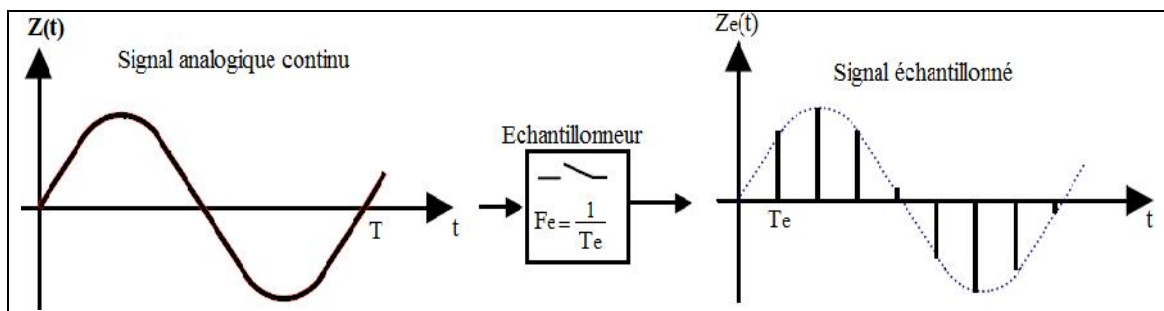 Z(t)
Signal analogique continu
T
t
Echantillonneur
Fe = 1/Te
Ze(t)
Signal échantillonné
Te
t